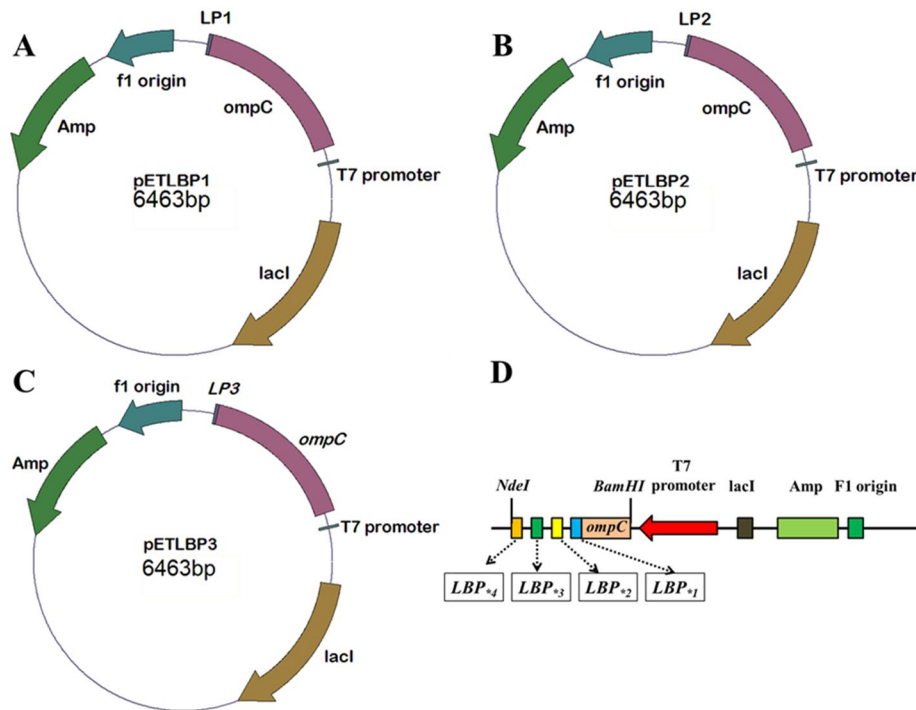 A
LP1
f1 origin
ompC
Amp
T7 promoter
pETLBP1
6463bp
lacI
B
LP2
f1 origin
ompC
Amp
T7 promoter
pETLBP2
6463bp
lacI
C
LP3
f1 origin
ompC
Amp
T7 promoter
pETLBP3
6463bp
lacI
D
NdeI
BamHI
T7
promoter
lacI
Amp
F1 origin
ompC
LBP*4
LBP*3
LBP*2
LBP*1